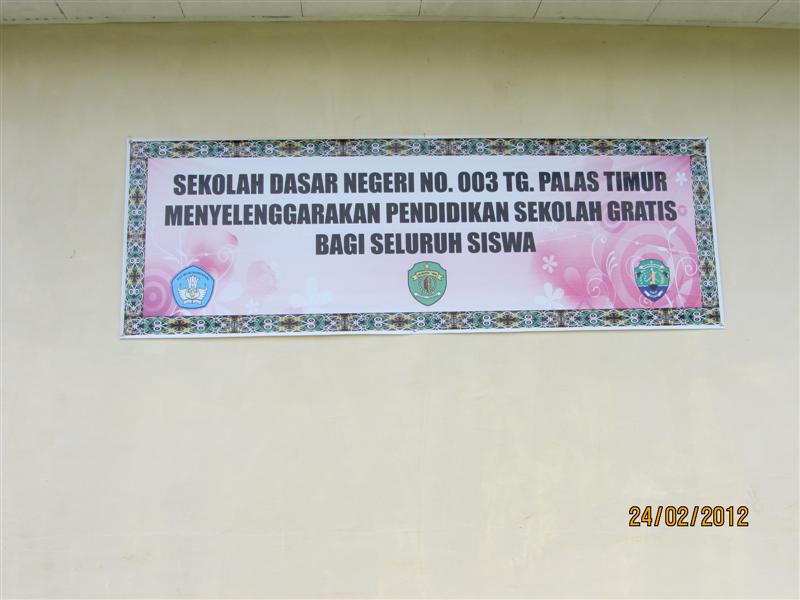 SEKOLAH DASAR NEGERI NO. 003 TG. PALAS TIMUR
MENYELENGGARAKAN PENDIDIKAN SEKOLAH GRATIS
BAGI SELURUH SISWA
24/02/2012